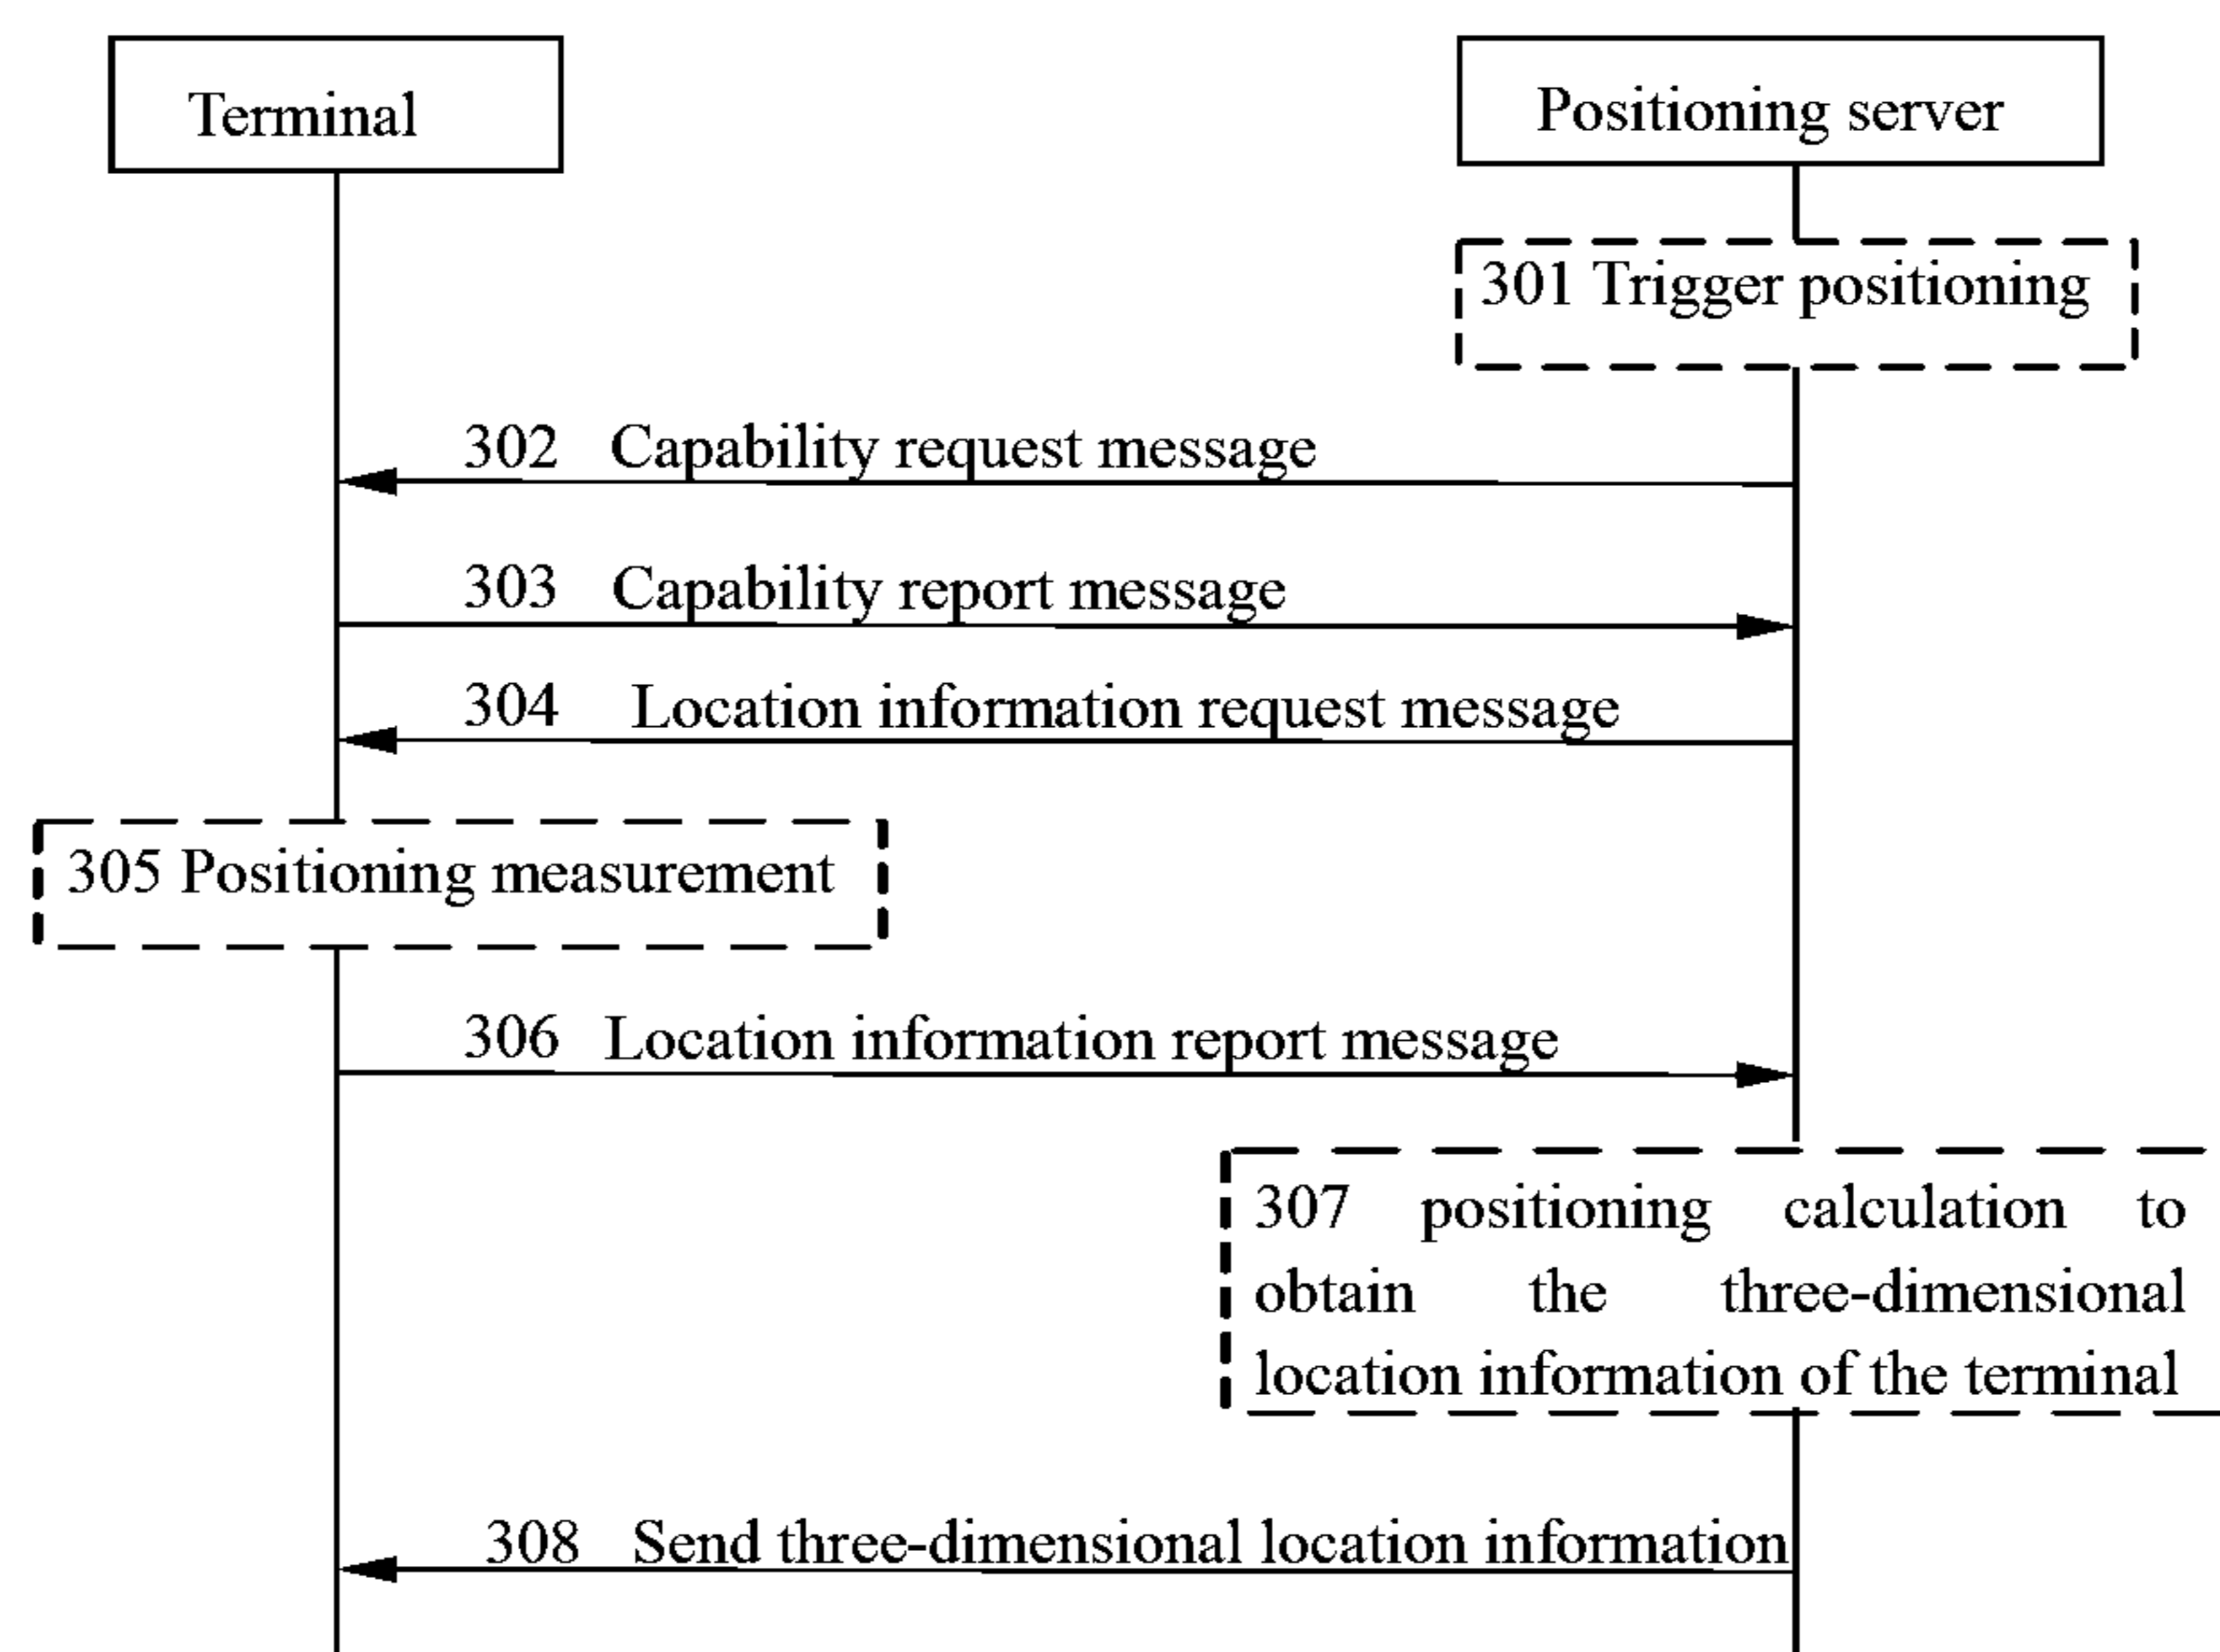 Terminal
Positioning server
301 Trigger positioning
302 Capability request message
303 Capability report message
304 Location information request message
305 Positioning measurement
306 Location information report message
307 positioning calculation to
obtain the three-dimensional
location information of the terminal
308 Send three-dimensional location information